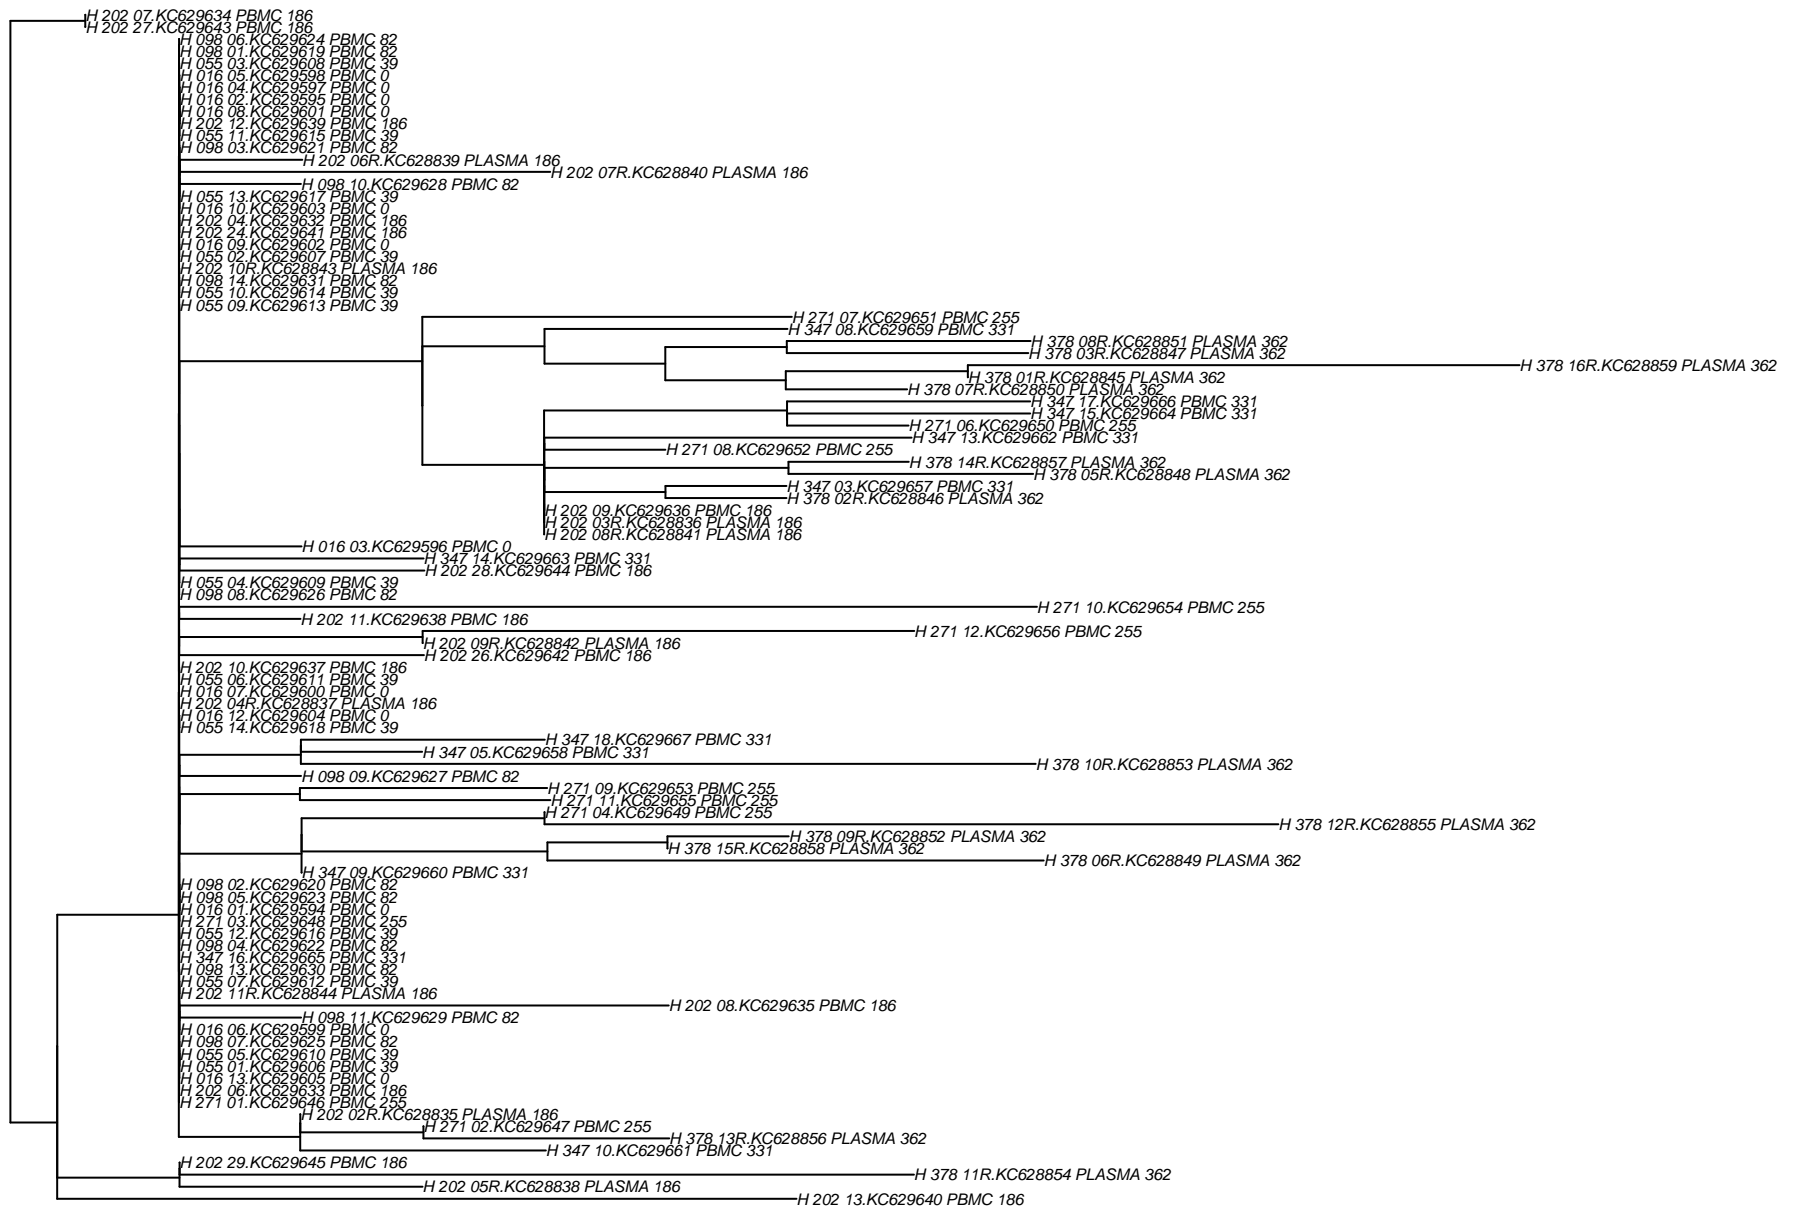 H 202 07.KC629634 PBMC 186
H 202 27.KC629643 PBMC 186
H 098 06.KC629624 PBMC 82
H 098 01.KC629619 PBMC 82
H 055 03.KC629608 PBMC 39
H 016 05.KC629598 PBMC 0
H 016 04.KC629597 PBMC 0
H 016 02.KC629595 PBMC 0
H 016 08.KC629601 PBMC 0
H 202 12.KC629639 PBMC 186
H 055 11.KC629615 PBMC 39
H 098 03.KC629621 PBMC 82
H 202 06R.KC628839 PLASMA 186
H 202 07R.KC628840 PLASMA 186
H 098 10.KC629628 PBMC 82
H 055 13.KC629617 PBMC 39
H 016 10.KC629603 PBMC 0
H 202 04.KC629632 PBMC 186
H 202 24.KC629641 PBMC 186
H 016 09.KC629602 PBMC 0
H 055 02.KC629607 PBMC 39
H 202 10R.KC628843 PLASMA 186
H 098 14.KC629631 PBMC 82
H 055 10.KC629614 PBMC 39
H 055 09.KC629613 PBMC 39
H 271 07.KC629651 PBMC 255
H 347 08.KC629659 PBMC 331
H 378 08R.KC628851 PLASMA 362
H 378 03R.KC628847 PLASMA 362
H 378 16R.KC628859 PLASMA 362
H 378 01R.KC628845 PLASMA 362
H 378 07R.KC628850 PLASMA 362
H 347 17.KC629666 PBMC 331
H 347 15.KC629664 PBMC 331
H 271 06.KC629650 PBMC 255
H 347 13.KC629662 PBMC 331
H 271 08.KC629652 PBMC 255
H 378 14R.KC628857 PLASMA 362
H 378 05R.KC628848 PLASMA 362
H 347 03.KC629657 PBMC 331
H 378 02R.KC628846 PLASMA 362
H 202 09.KC629636 PBMC 186
H 202 03R.KC628836 PLASMA 186
H 202 08R.KC628841 PLASMA 186
H 016 03.KC629596 PBMC 0
H 347 14.KC629663 PBMC 331
H 202 28.KC629644 PBMC 186
H 055 04.KC629609 PBMC 39
H 098 08.KC629626 PBMC 82
H 271 10.KC629654 PBMC 255
H 202 11.KC629638 PBMC 186
H 271 12.KC629656 PBMC 255
H 202 09R.KC628842 PLASMA 186
H 202 26.KC629642 PBMC 186
H 202 10.KC629637 PBMC 186
H 055 06.KC629611 PBMC 39
H 016 07.KC629600 PBMC 0
H 202 04R.KC628837 PLASMA 186
H 016 12.KC629604 PBMC 0
H 055 14.KC629618 PBMC 39
H 347 18.KC629667 PBMC 331
H 347 05.KC629658 PBMC 331
H 378 10R.KC628853 PLASMA 362
H 098 09.KC629627 PBMC 82
H 271 09.KC629653 PBMC 255
H 271 11.KC629655 PBMC 255
H 271 04.KC629649 PBMC 255
H 378 12R.KC628855 PLASMA 362
H 378 09R.KC628852 PLASMA 362
H 378 15R.KC628858 PLASMA 362
H 378 06R.KC628849 PLASMA 362
H 347 09.KC629660 PBMC 331
H 098 02.KC629620 PBMC 82
H 098 05.KC629623 PBMC 82
H 016 01.KC629594 PBMC 0
H 271 03.KC629648 PBMC 255
H 055 12.KC629616 PBMC 39
H 098 04.KC629622 PBMC 82
H 347 16.KC629665 PBMC 331
H 098 13.KC629630 PBMC 82
H 055 07.KC629612 PBMC 39
H 202 11R.KC628844 PLASMA 186
H 202 08.KC629635 PBMC 186
H 098 11.KC629629 PBMC 82
H 016 06.KC629599 PBMC 0
H 098 07.KC629625 PBMC 82
H 055 05.KC629610 PBMC 39
H 055 01.KC629606 PBMC 39
H 016 13.KC629605 PBMC 0
H 202 06.KC629633 PBMC 186
H 271 01.KC629646 PBMC 255
H 202 02R.KC628835 PLASMA 186
H 271 02.KC629647 PBMC 255
H 378 13R.KC628856 PLASMA 362
H 347 10.KC629661 PBMC 331
H 202 29.KC629645 PBMC 186
H 378 11R.KC628854 PLASMA 362
H 202 05R.KC628838 PLASMA 186
H 202 13.KC629640 PBMC 186